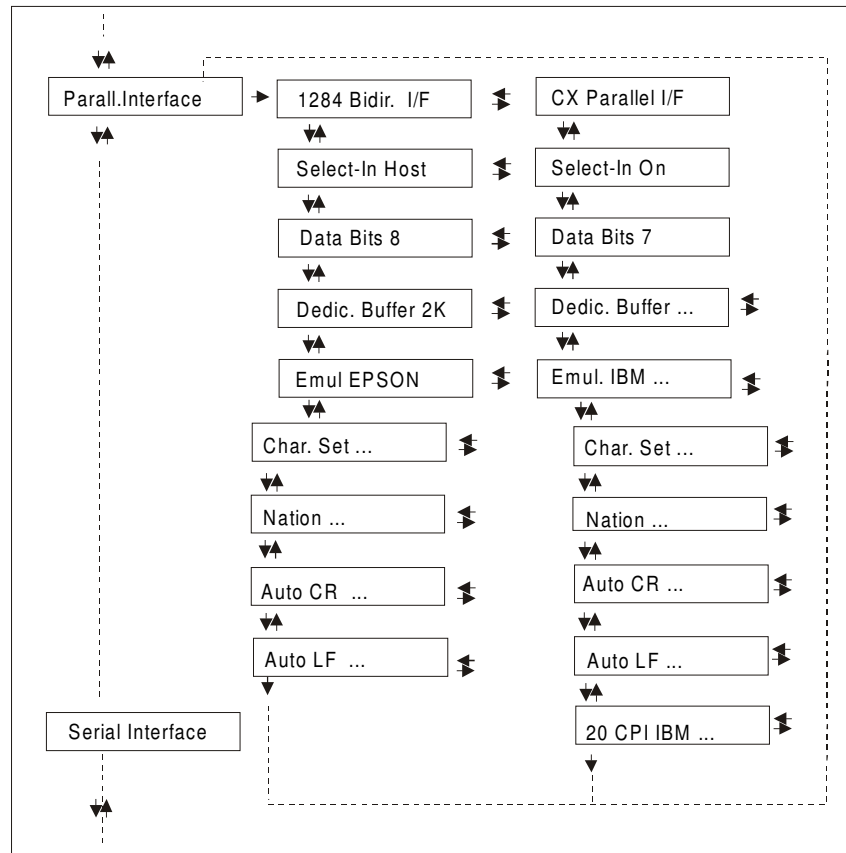 Parall.Interface
1284 Bidir. I/F
CX Parallel I/F
Select-In Host
Select-In On
Data Bits 8
Data Bits 7
Dedic. Buffer 2K
Dedic. Buffer ...
Emul EPSON
Emul. IBM ...
Char. Set ...
Char. Set ...
Nation ...
Nation ...
Auto CR ...
Auto CR ...
Auto LF ...
Auto LF ...
Serial Interface
20 CPI IBM ...